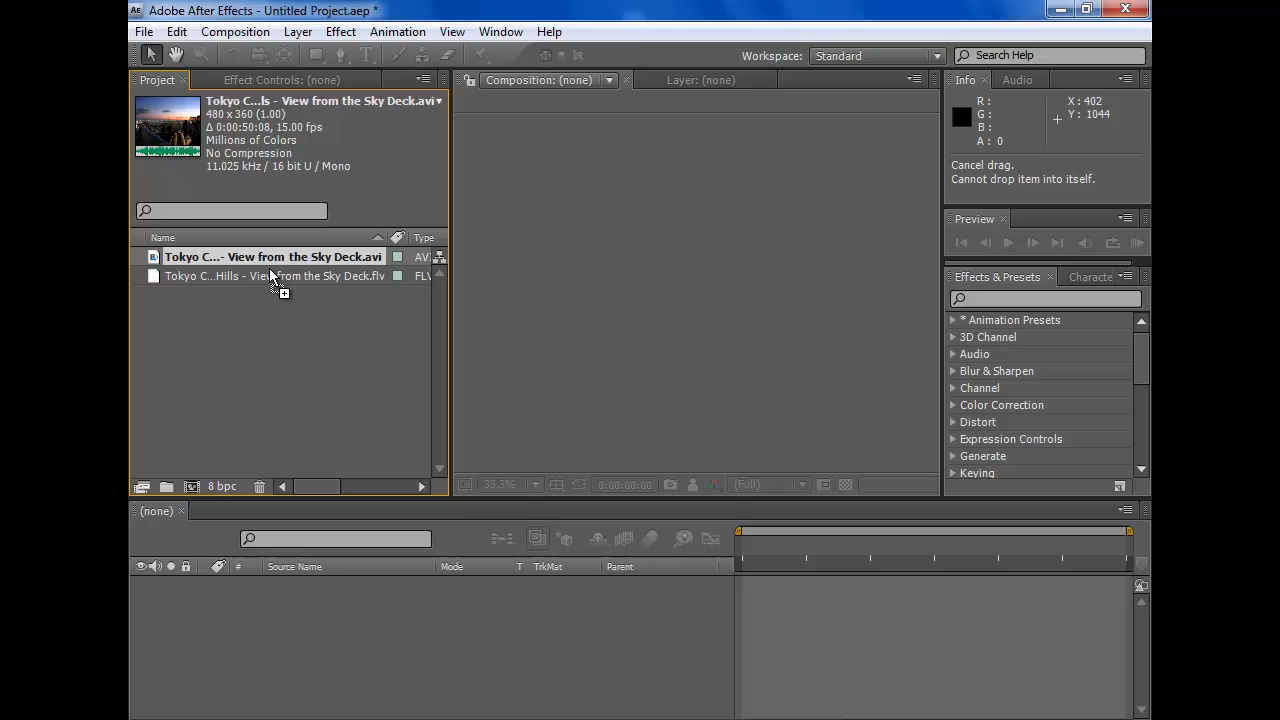 AE Adobe After Effects - Untitled Project.aep *
File Edit Composition Layer Effect Animation View Window Help
Workspace: Standard Search Help
Project Effect Controls: (none) Composition: (none) Layer: (none) Info Audio
Tokyo C...ls - View from the Sky Deck.avi
480 x 360 (1.00)
Δ 0:00:50:08, 15.00 fps
Millions of Colors
No Compression
11.025 kHz / 16 bit U / Mono
R :
G :
B :
A : 0
X : 402
Y : 1044
Cancel drag.
Cannot drop item into itself.
Preview
Name Type
Tokyo C...- View from the Sky Deck.avi AV
Tokyo C...Hills - View from the Sky Deck.flv FLV
Effects & Presets Characte
* Animation Presets
3D Channel
Audio
Blur & Sharpen
Channel
Color Correction
Distort
Expression Controls
Generate
Keying
8 bpc 33.3% 0:00:00:00 (Full)
(none)
# Source Name Mode T TrkMat Parent